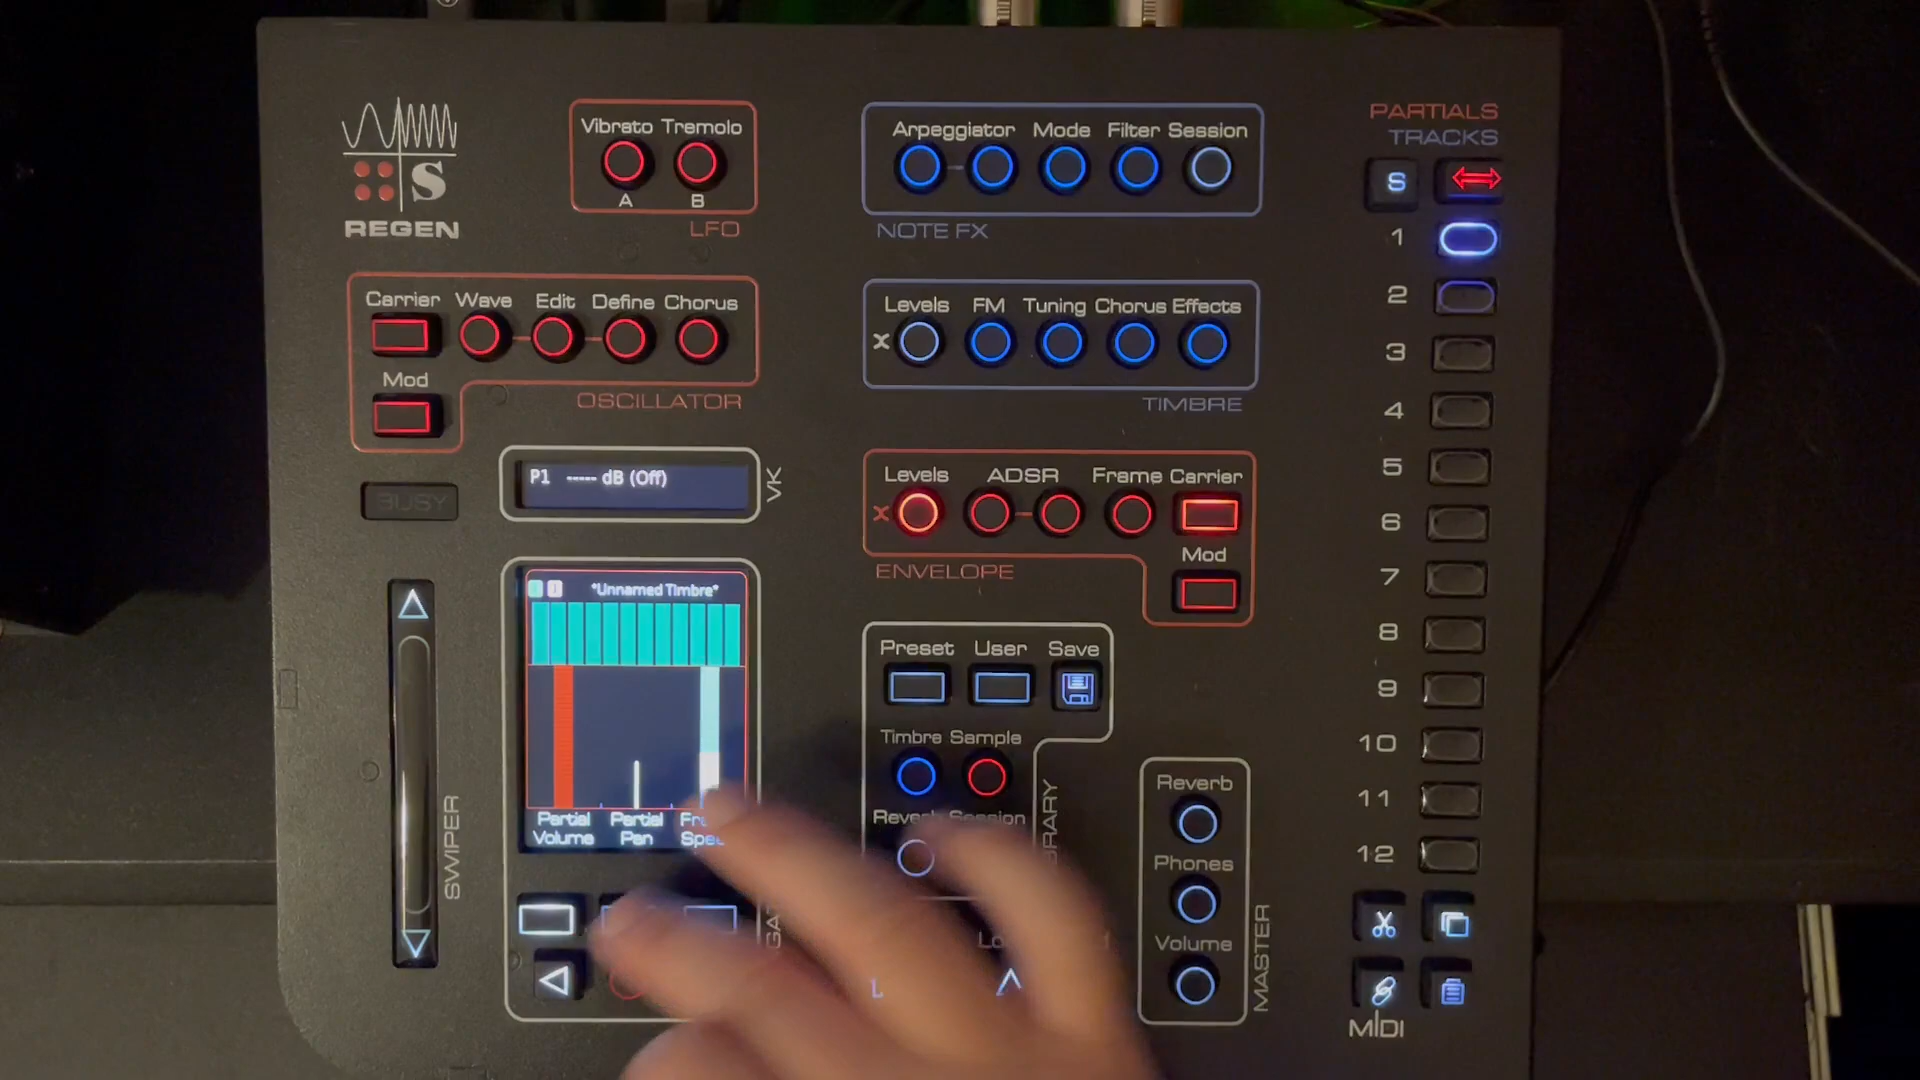 S
REGEN
Vibrato Tremolo
A B
LFO
Arpeggiator Mode Filter Session
NOTE FX
PARTIALS
TRACKS
S
1
2
3
4
5
6
7
8
9
10
11
12
MIDI
Carrier Wave Edit Define Chorus
Mod
OSCILLATOR
Levels FM Tuning Chorus Effects
X
TIMBRE
P1 ----- dB (Off)
VK
BUSY
Levels ADSR Frame Carrier
X
Mod
ENVELOPE
SWIPER
*Unnamed Timbre*
Partial Volume
Partial Pan
Preset User Save
Timbre Sample
Reverb Session
Reverb
Phones
Volume
MASTER